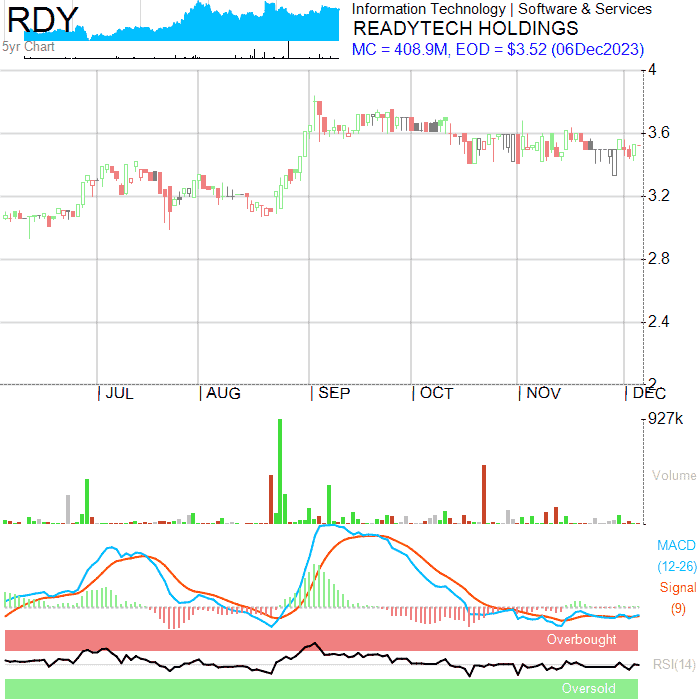 RDY
5yr Chart
Information Technology | Software & Services
READYTECH HOLDINGS
MC = 408.9M, EOD = $3.52 (06Dec2023)
4
3.6
3.2
2.8
2.4
2
JUL AUG SEP OCT NOV DEC
927k
Volume
MACD
(12-26)
Signal
(9)
Overbought
RSI(14)
Oversold